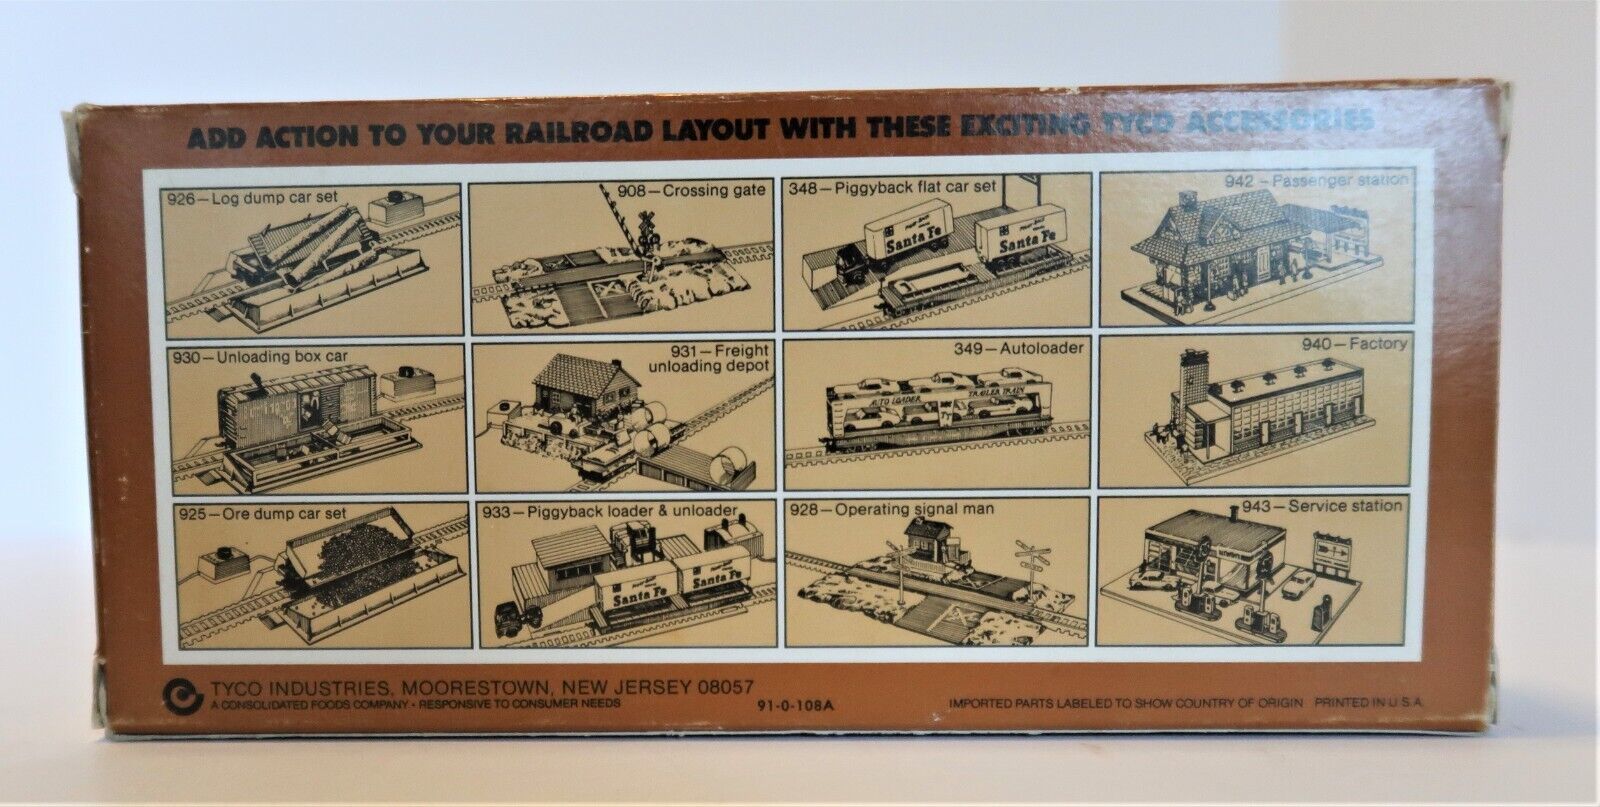 ADD ACTION TO YOUR RAILROAD LAYOUT WITH THESE EXCITING TYCO ACCESSORIES
926—Log dump car set
908—Crossing gate
348—Piggyback flat car set
Santa Fe
Santa Fe
942—Passenger station
930—Unloading box car
931—Freight
unloading depot
349—Autoloader
AUTO LOADER
TRAILER TRAIN
940—Factory
925—Ore dump car set
933—Piggyback loader & unloader
Santa Fe
Santa Fe
928—Operating signal man
943—Service station
TYCO INDUSTRIES, MOORESTOWN, NEW JERSEY 08057
A CONSOLIDATED FOODS COMPANY • RESPONSIVE TO CONSUMER NEEDS
91-0-108A
IMPORTED PARTS LABELED TO SHOW COUNTRY OF ORIGIN PRINTED IN U S A